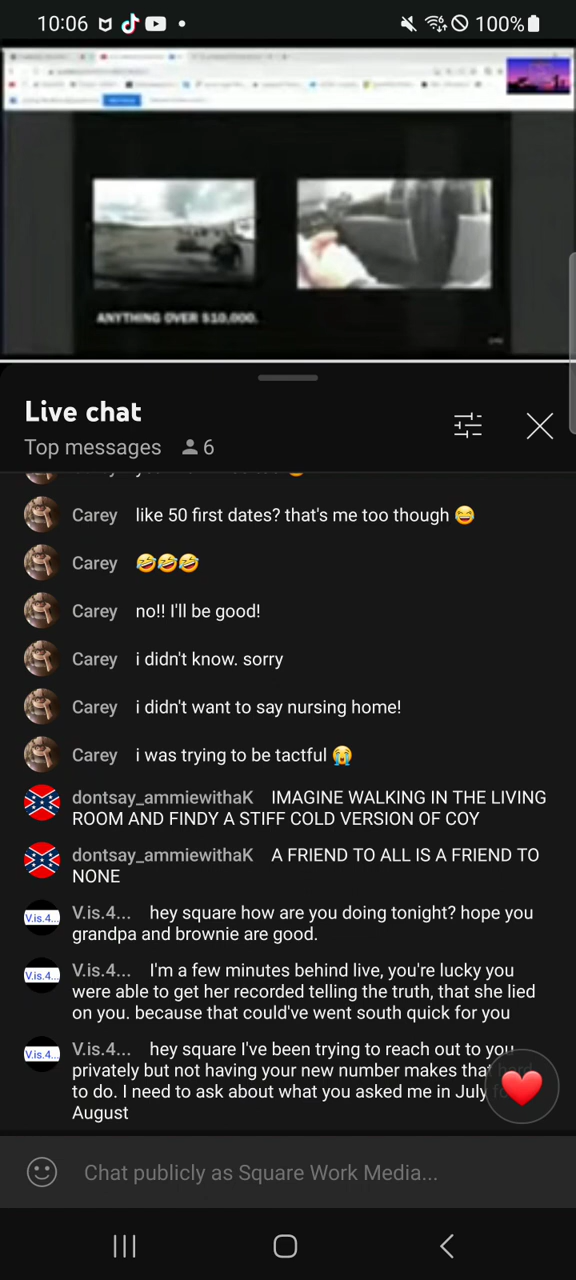 10:06
100%
ANYTHING OVER $10,000.
Live chat
Top messages 6
Carey like 50 first dates? that's me too though 😂
Carey 🤣🤣🤣
Carey no!! I'll be good!
Carey i didn't know. sorry
Carey i didn't want to say nursing home!
Carey i was trying to be tactful 😭
dontsay_ammiewithaK IMAGINE WALKING IN THE LIVING
ROOM AND FINDY A STIFF COLD VERSION OF COY
dontsay_ammiewithaK A FRIEND TO ALL IS A FRIEND TO
NONE
V.is.4... V.is.4... hey square how are you doing tonight? hope you
grandpa and brownie are good.
V.is.4... V.is.4... I'm a few minutes behind live, you're lucky you
were able to get her recorded telling the truth, that she lied
on you. because that could've went south quick for you
V.is.4... V.is.4... hey square I've been trying to reach out to you
privately but not having your new number makes that hard
to do. I need to ask about what you asked me in July
August
Chat publicly as Square Work Media...